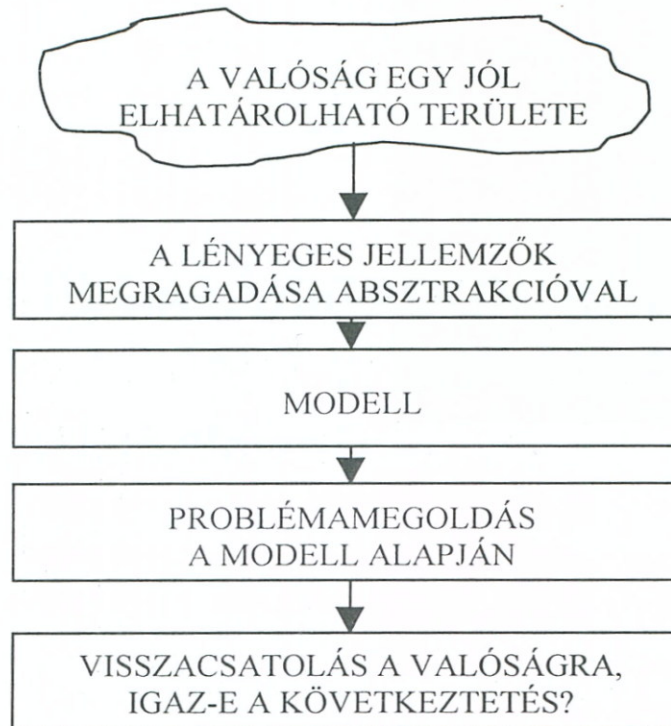 A VALÓSÁG EGY JÓL
ELHATÁROLHATÓ TERÜLETE
A LÉNYEGES JELLEMZŐK
MEGRAGADÁSA ABSZTRAKCIÓVAL
MODELL
PROBLÉMAMEGOLDÁS
A MODELL ALAPJÁN
VISSZACSATOLÁS A VALÓSÁGRA,
IGAZ-E A KÖVETKEZTETÉS?